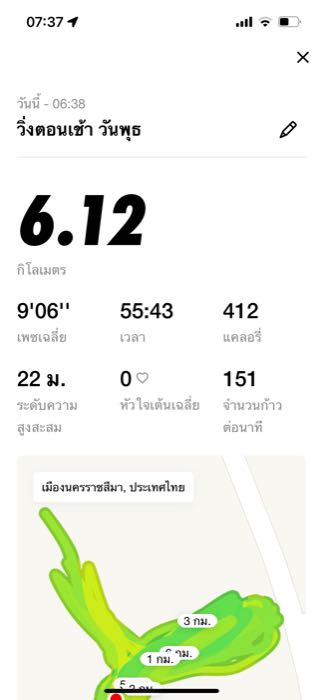 07:37
วันนี้ - 06:38
วิ่งตอนเช้า วันพุธ
6.12
กิโลเมตร
9'06'' 55:43 412
เพซเฉลี่ย เวลา แคลอรี่
22 ม. 0 151
ระดับความสูงสะสม หัวใจเต้นเฉลี่ย จำนวนก้าวต่อนาที
เมืองนครราชสีมา, ประเทศไทย
3 กม.
กม.
1 กม.